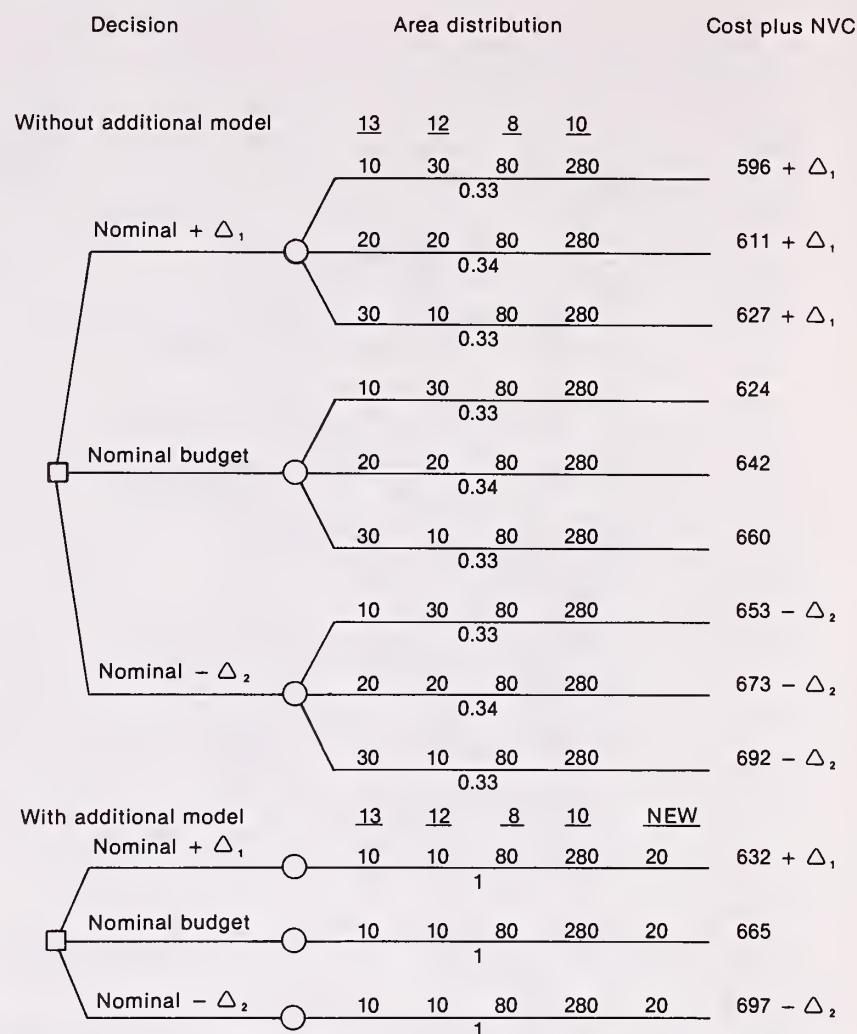 Decision Area distribution Cost plus NVC
Without additional model 13 12 8 10
10 30 80 280 596 + △₁
0.33
Nominal + △₁
20 20 80 280 611 + △₁
0.34
30 10 80 280 627 + △₁
0.33
10 30 80 280 624
0.33
Nominal budget 20 20 80 280 642
0.34
30 10 80 280 660
0.33
10 30 80 280 653 − △₂
0.33
Nominal − △₂ 20 20 80 280 673 − △₂
0.34
30 10 80 280 692 − △₂
0.33
With additional model 13 12 8 10 NEW
Nominal + △₁ 10 10 80 280 20 632 + △₁
1
Nominal budget 10 10 80 280 20 665
1
Nominal − △₂ 10 10 80 280 20 697 − △₂
1